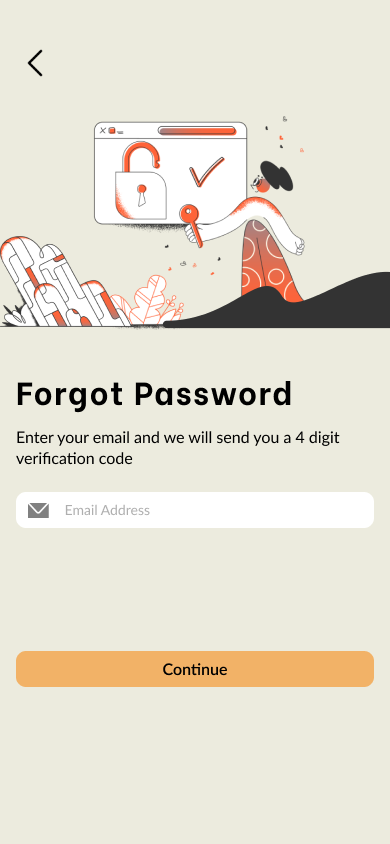 Forgot Password
Enter your email and we will send you a 4 digit
verification code
Email Address
Continue